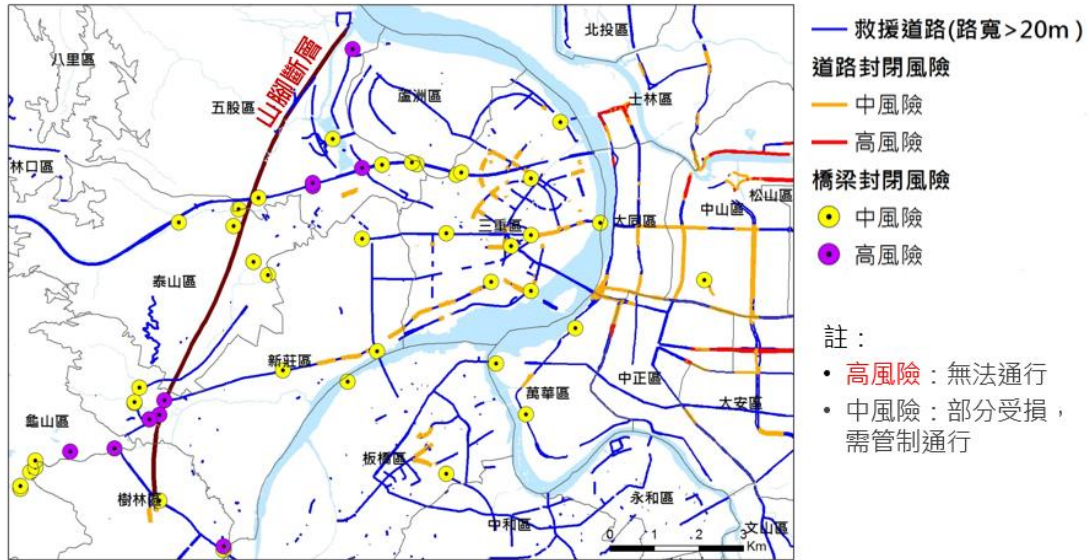 北投區
八里區
山腳斷層
蘆洲區
五股區
士林區
林口區
松山區
中山區
大同區
三重區
泰山區
新莊區
中正區
萬華區
大安區
龜山區
板橋區
樹林區
永和區
中和區
文山區
0 1 2 3
Km
救援道路(路寬>20m )
道路封閉風險
中風險
高風險
橋梁封閉風險
中風險
高風險
註：
• 高風險：無法通行
• 中風險：部分受損，
需管制通行